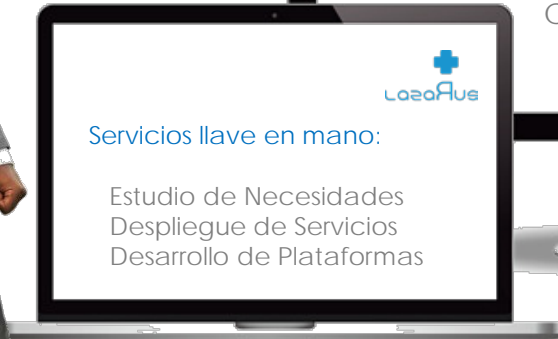 LazaRus
Servicios llave en mano:
Estudio de Necesidades
Despliegue de Servicios
Desarrollo de Plataformas